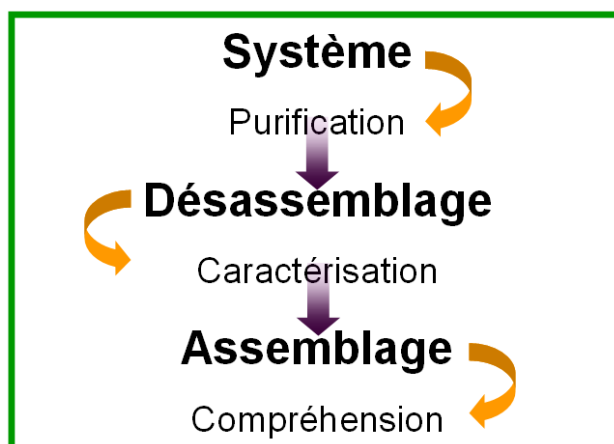 Système
Purification
Désassemblage
Caractérisation
Assemblage
Compréhension